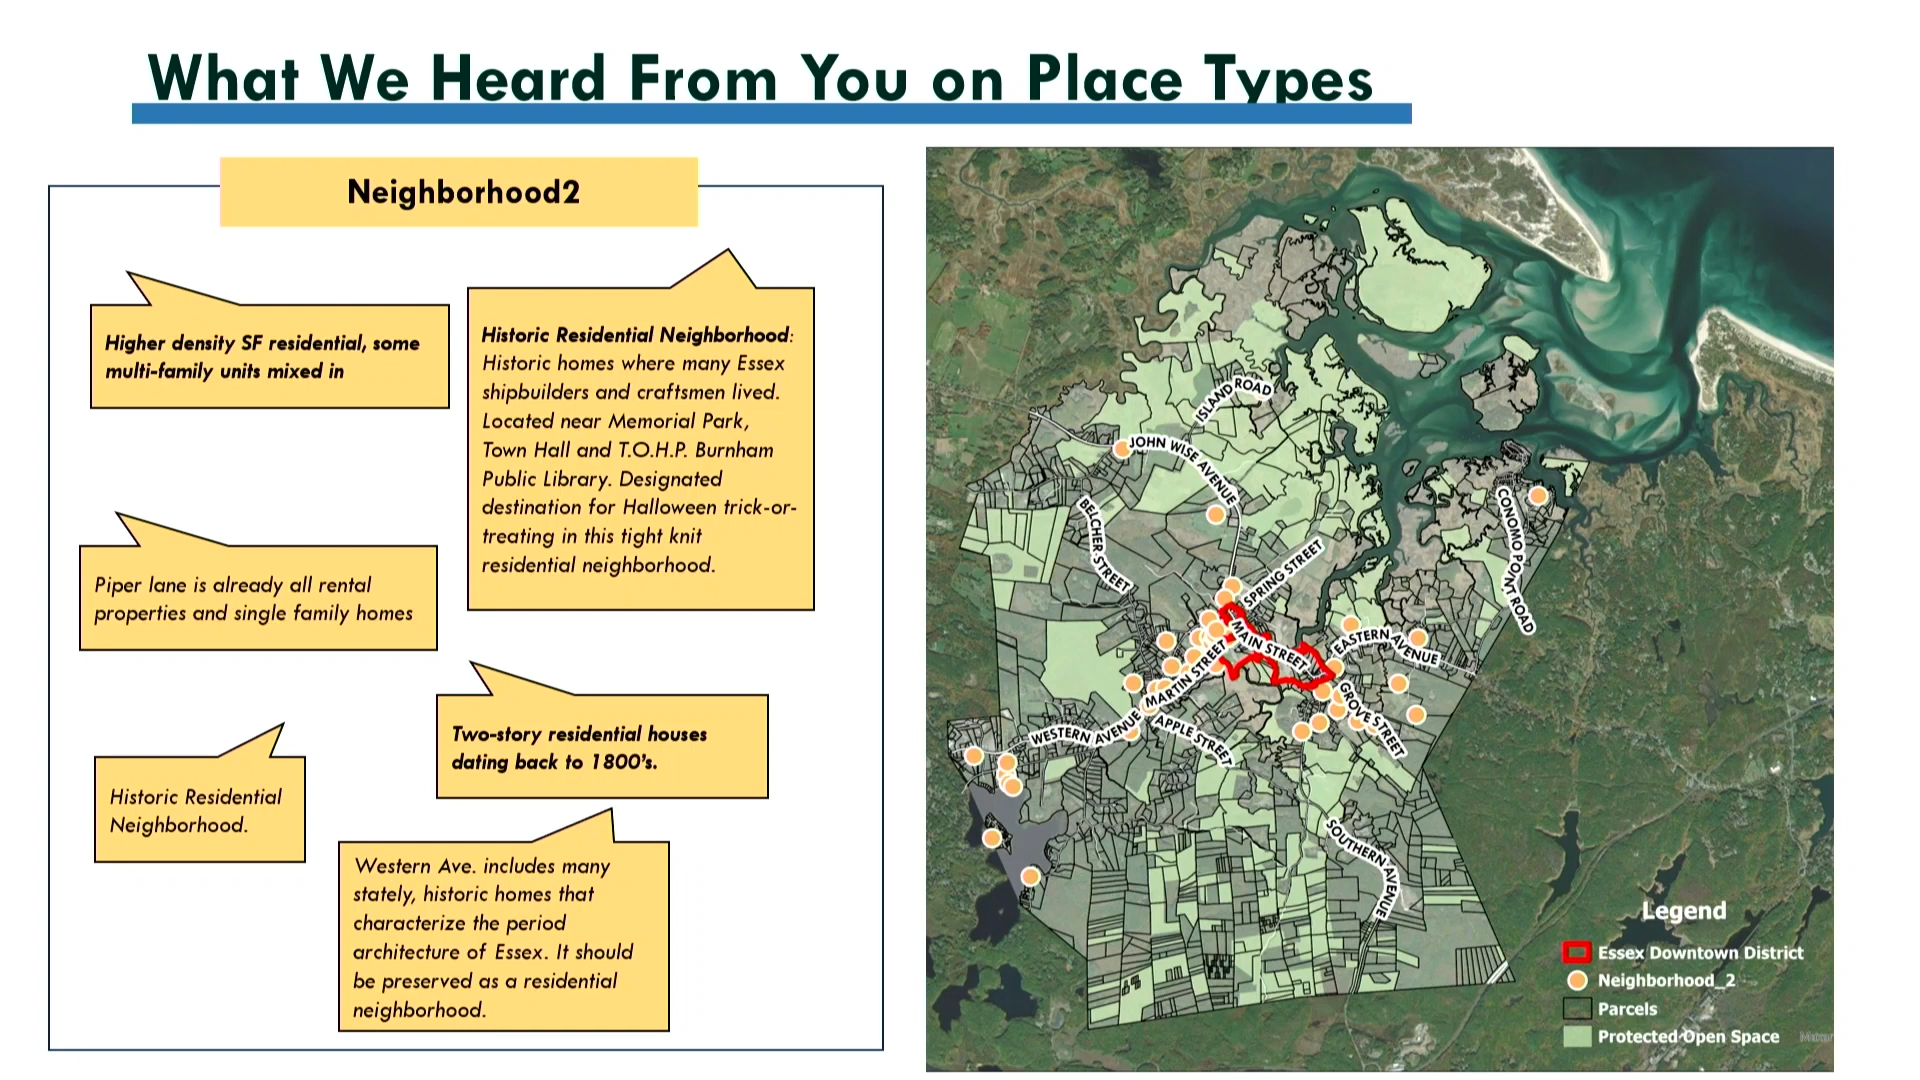 What We Heard From You on Place Types
Neighborhood2
Higher density SF residential, some
multi-family units mixed in
Historic Residential Neighborhood:
Historic homes where many Essex
shipbuilders and craftsmen lived.
Located near Memorial Park,
Town Hall and T.O.H.P. Burnham
Public Library. Designated
destination for Halloween trick-or-
treating in this tight knit
residential neighborhood.
Piper lane is already all rental
properties and single family homes
Two-story residential houses
dating back to 1800's.
Historic Residential
Neighborhood.
Western Ave. includes many
stately, historic homes that
characterize the period
architecture of Essex. It should
be preserved as a residential
neighborhood.
ISLAND ROAD
JOHN WISE AVENUE
BELCHER STREET
CONOMO POINT ROAD
SPRING STREET
MAIN STREET
EASTERN AVENUE
MARTIN STREET
GROVE STREET
WESTERN AVENUE
APPLE STREET
SOUTHERN AVENUE
Legend
Essex Downtown District
Neighborhood_2
Parcels
Protected Open Space